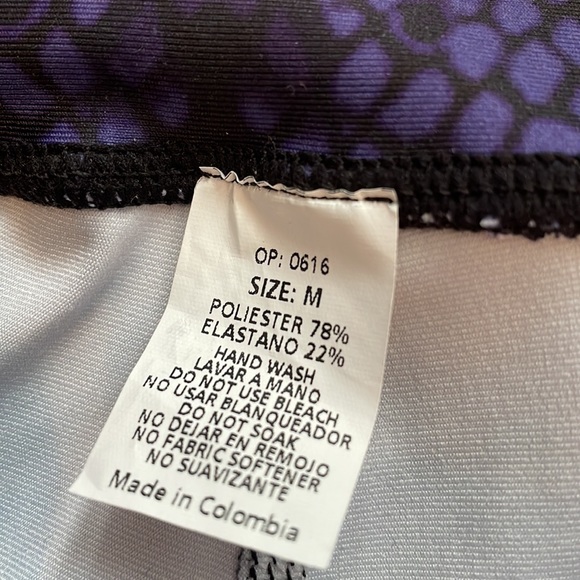 OP: 0616
SIZE: M
POLIESTER 78%
ELASTANO 22%
HAND WASH
LAVAR A MANO
DO NOT USE BLEACH
NO USAR BLANQUEADOR
DO NOT SOAK
NO DEJAR EN REMOJO
NO FABRIC SOFTENER
NO SUAVIZANTE
Made in Colombia